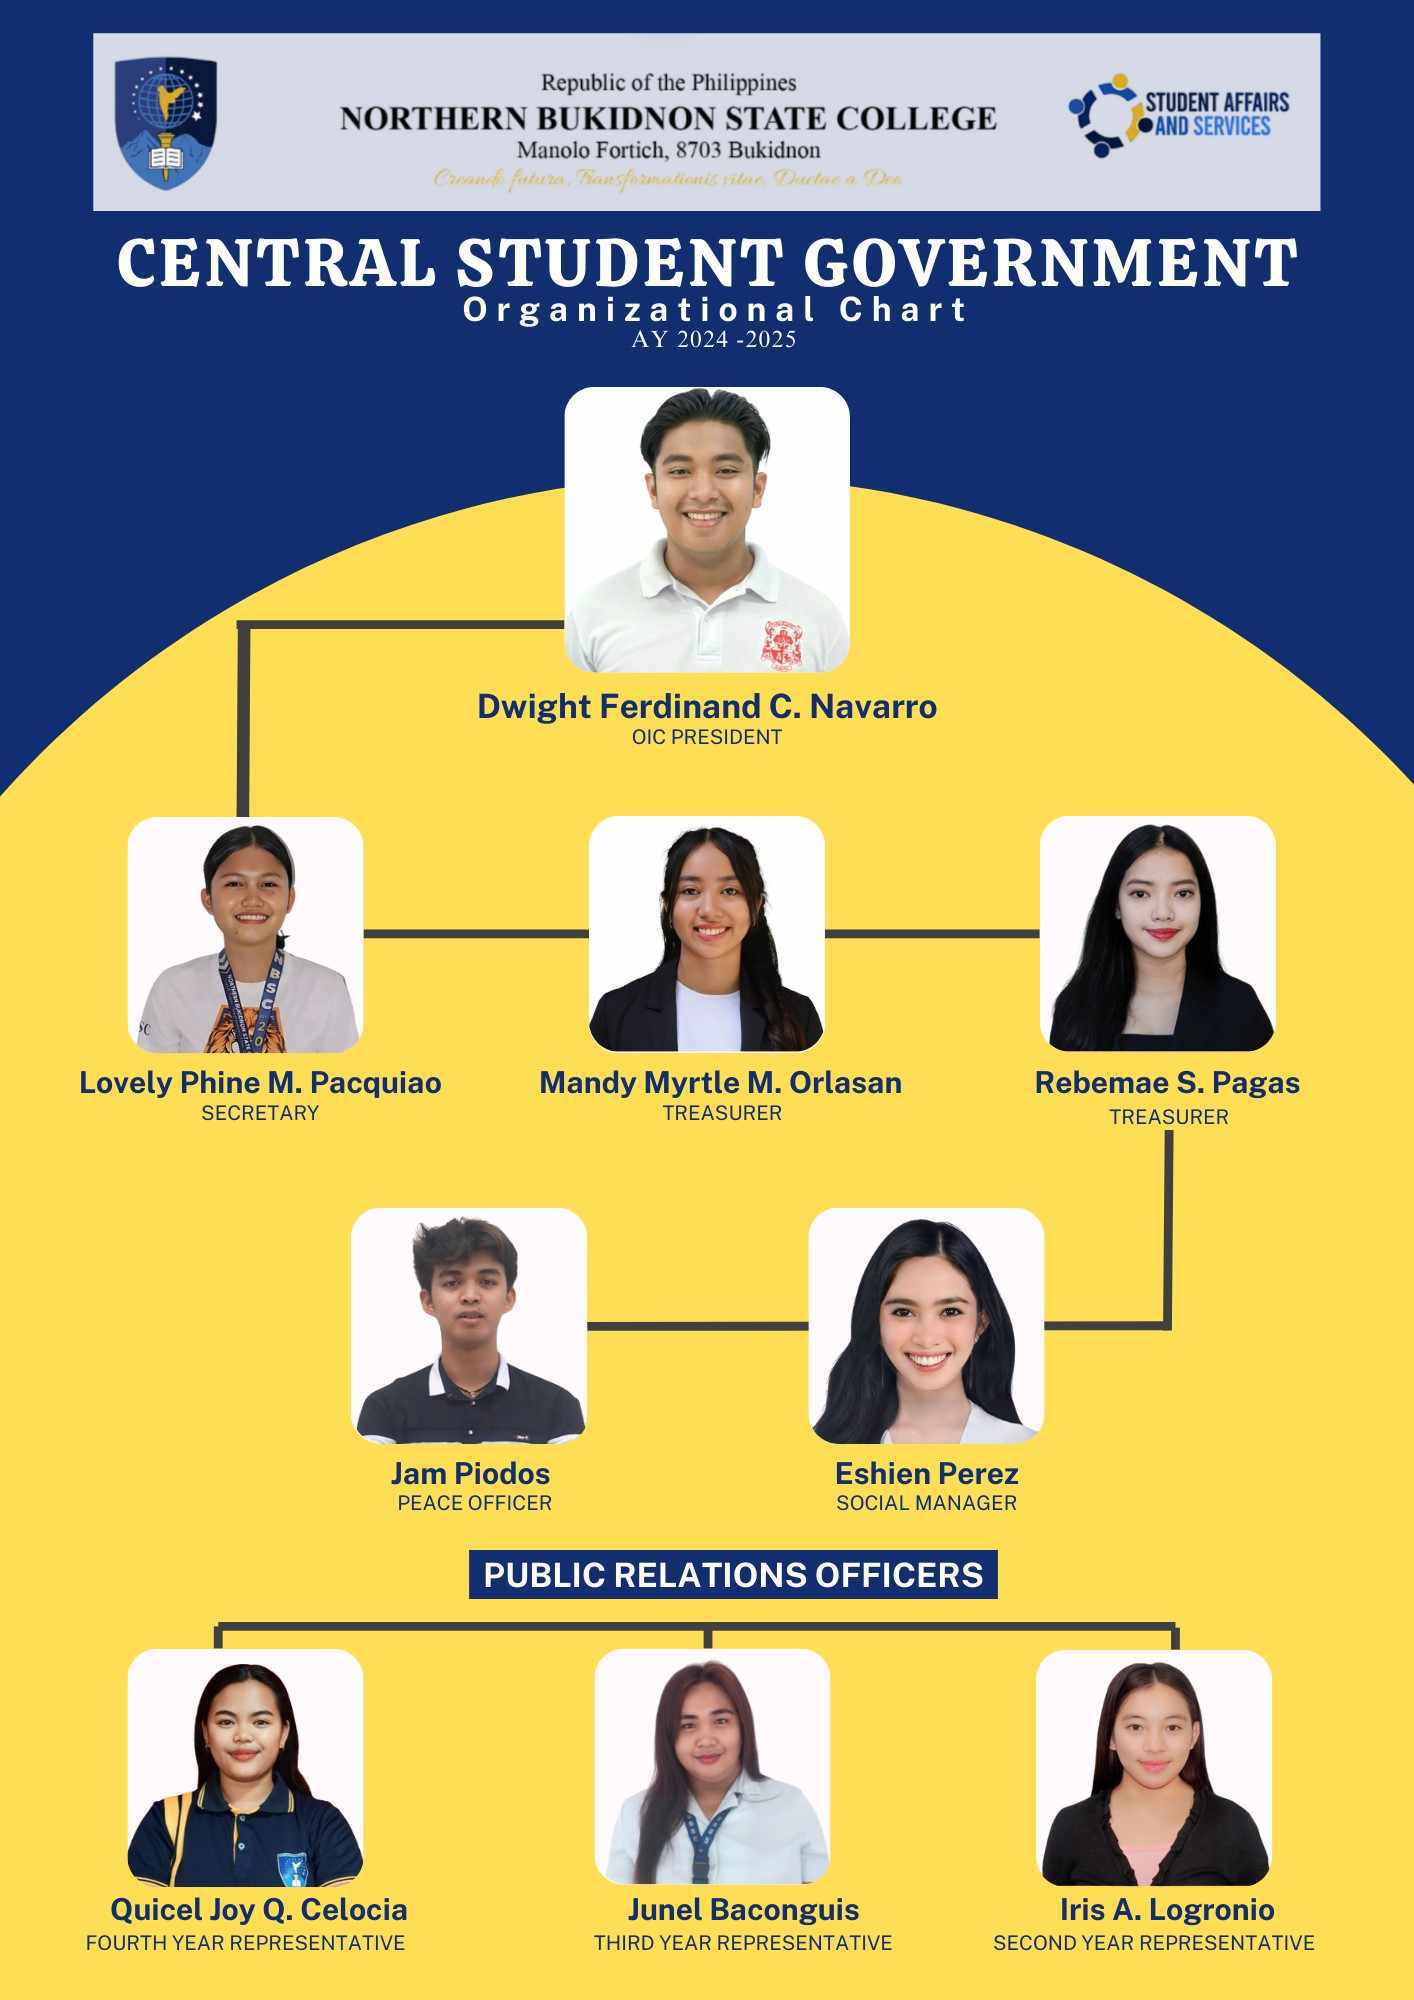 Republic of the Philippines
NORTHERN BUKIDNON STATE COLLEGE
Manolo Fortich, 8703 Bukidnon
Creando futura, Transformationis vitae, Ductae a Deo
STUDENT AFFAIRS
AND SERVICES
CENTRAL STUDENT GOVERNMENT
Organizational Chart
AY 2024 -2025
Dwight Ferdinand C. Navarro
OIC PRESIDENT
NBSC 20
Lovely Phine M. Pacquiao
SECRETARY
Mandy Myrtle M. Orlasan
TREASURER
Rebemae S. Pagas
TREASURER
Jam Piodos
PEACE OFFICER
Eshien Perez
SOCIAL MANAGER
PUBLIC RELATIONS OFFICERS
Quicel Joy Q. Celocia
FOURTH YEAR REPRESENTATIVE
Junel Baconguis
THIRD YEAR REPRESENTATIVE
Iris A. Logronio
SECOND YEAR REPRESENTATIVE